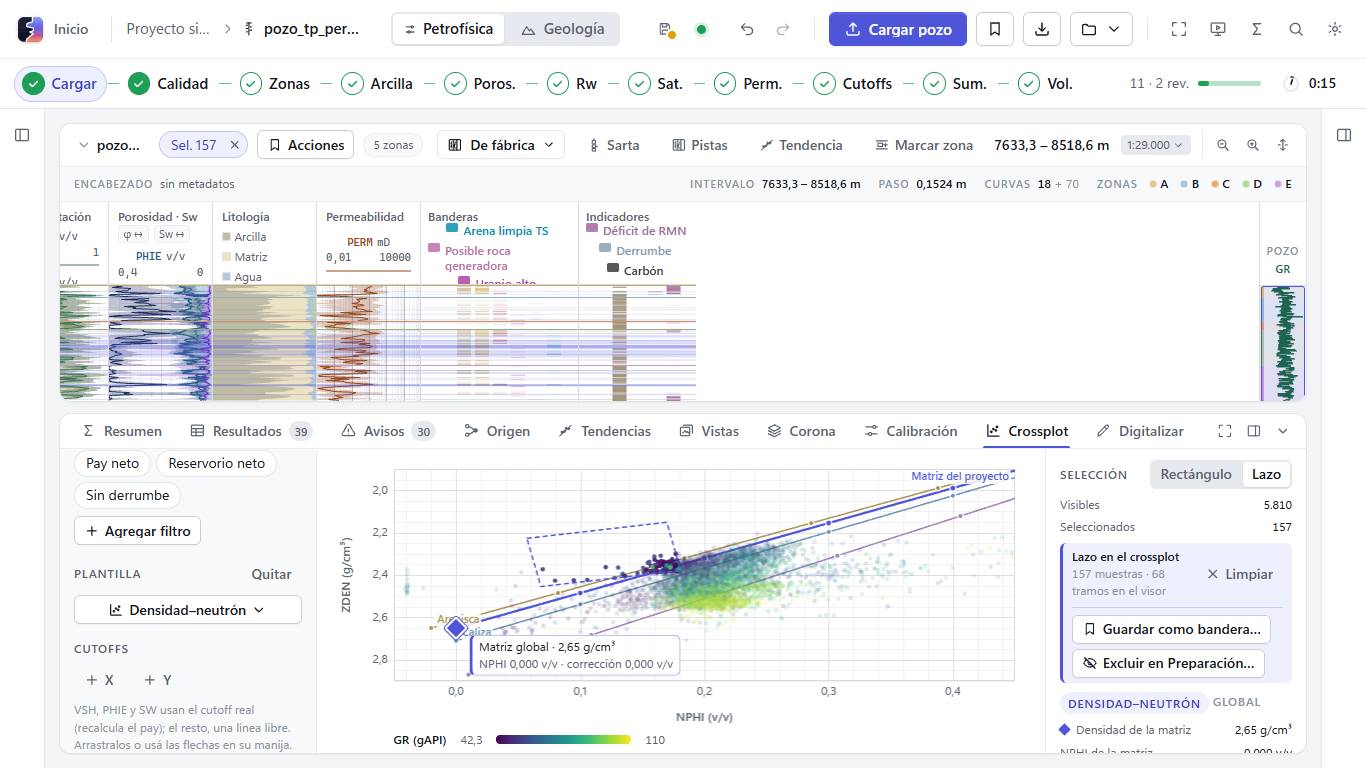 Inicio
Proyecto si...
pozo_tp_per...
Petrofísica
Geología
Cargar pozo
Cargar
Calidad
Zonas
Arcilla
Poros.
Rw
Sat.
Perm.
Cutoffs
Sum.
Vol.
11 · 2 rev.
0:15
pozo...
Sel. 157
Acciones
5 zonas
De fábrica
Sarta
Pistas
Tendencia
Marcar zona
7633,3 – 8518,6 m
1:29.000
ENCABEZADO sin metadatos
INTERVALO 7633,3 – 8518,6 m
PASO 0,1524 m
CURVAS 18 + 70
ZONAS A B C D E
tación
v/v
1
v/v
Porosidad · Sw
φ ↔ Sw ↔
PHIE v/v
0,4 0
Litología
Arcilla
Matriz
Agua
Permeabilidad
PERM mD
0,01 10000
Banderas
Arena limpia TS
Posible roca
generadora
Uranio alto
Indicadores
Déficit de RMN
Derrumbe
Carbón
POZO
GR
Resumen
Resultados 39
Avisos 30
Origen
Tendencias
Vistas
Corona
Calibración
Crossplot
Digitalizar
Pay neto
Reservorio neto
Sin derrumbe
Agregar filtro
PLANTILLA
Quitar
Densidad–neutrón
CUTOFFS
+ X
+ Y
VSH, PHIE y SW usan el cutoff real
(recalcula el pay); el resto, una línea libre.
Arrastralos o usá las flechas en su manija.
Matriz del proyecto
2,0
2,2
2,4
2,6
2,8
ZDEN (g/cm³)
Matriz global · 2,65 g/cm³
NPHI 0,000 v/v · corrección 0,000 v/v
0,0
0,1
0,2
0,3
0,4
NPHI (v/v)
GR (gAPI)
42,3
110
SELECCIÓN
Rectángulo
Lazo
Visibles 5.810
Seleccionados 157
Lazo en el crossplot
157 muestras · 68
tramos en el visor
Limpiar
Guardar como bandera...
Excluir en Preparación...
DENSIDAD–NEUTRÓN GLOBAL
Densidad de la matriz 2,65 g/cm³
NPHI de la matriz 0,000 v/v